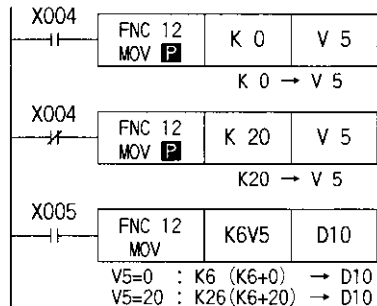 X004
FNC 12
MOV P
K 0
V 5
K 0 → V 5
X004
FNC 12
MOV P
K 20
V 5
K20 → V 5
X005
FNC 12
MOV
K6V5
D10
V5=0 : K6 (K6+0) → D10
V5=20 : K26(K6+20) → D10